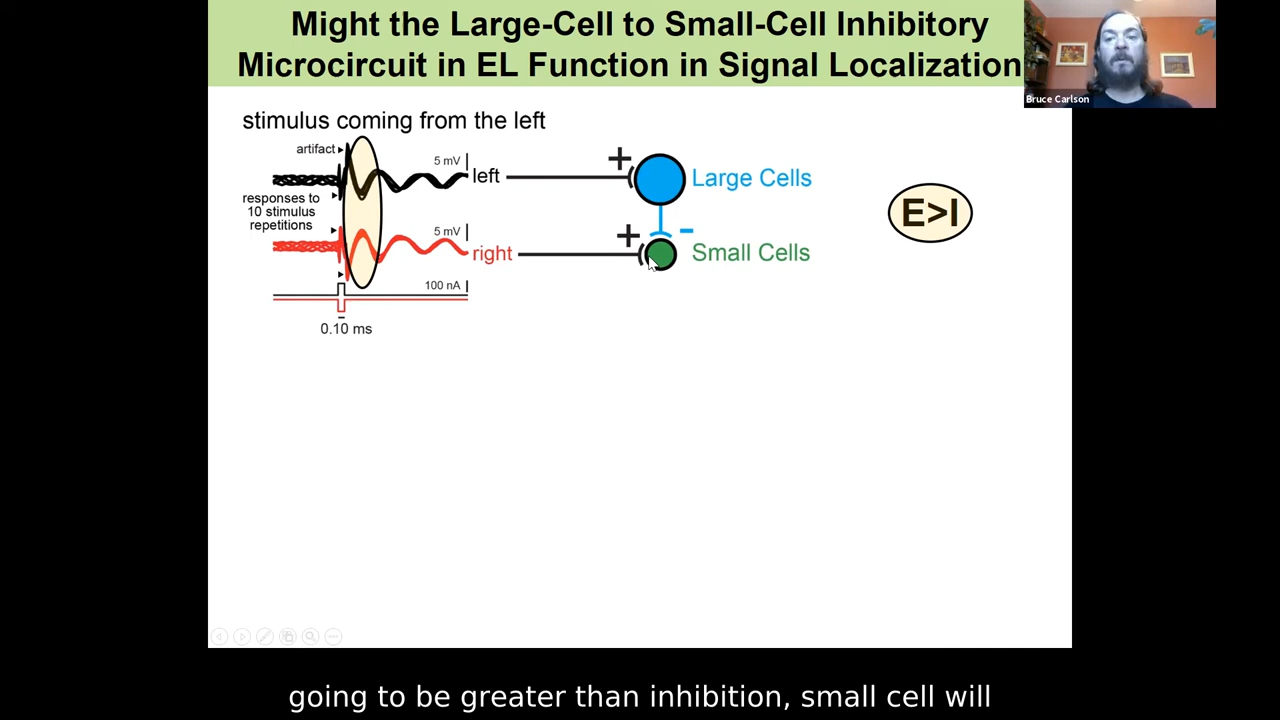 Might the Large-Cell to Small-Cell Inhibitory
Microcircuit in EL Function in Signal Localization
Bruce Carlson
stimulus coming from the left
artifact
5 mV
left
+
Large Cells
responses to
10 stimulus
repetitions
E>I
5 mV
+
-
right
Small Cells
100 nA
0.10 ms
going to be greater than inhibition, small cell will